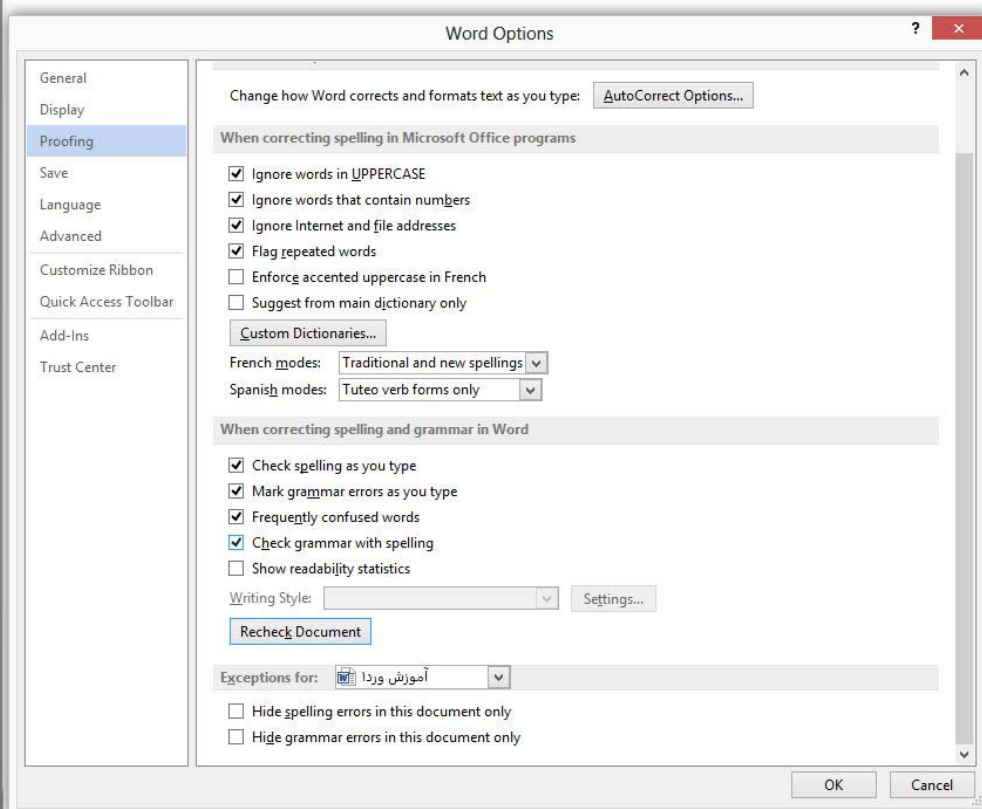 Word Options
?
General
Display
Proofing
Save
Language
Advanced
Customize Ribbon
Quick Access Toolbar
Add-Ins
Trust Center
Change how Word corrects and formats text as you type: AutoCorrect Options...
When correcting spelling in Microsoft Office programs
Ignore words in UPPERCASE
Ignore words that contain numbers
Ignore Internet and file addresses
Flag repeated words
Enforce accented uppercase in French
Suggest from main dictionary only
Custom Dictionaries...
French modes: Traditional and new spellings
Spanish modes: Tuteo verb forms only
When correcting spelling and grammar in Word
Check spelling as you type
Mark grammar errors as you type
Frequently confused words
Check grammar with spelling
Show readability statistics
Writing Style: Settings...
Recheck Document
Exceptions for: آموزش وردا
Hide spelling errors in this document only
Hide grammar errors in this document only
OK Cancel